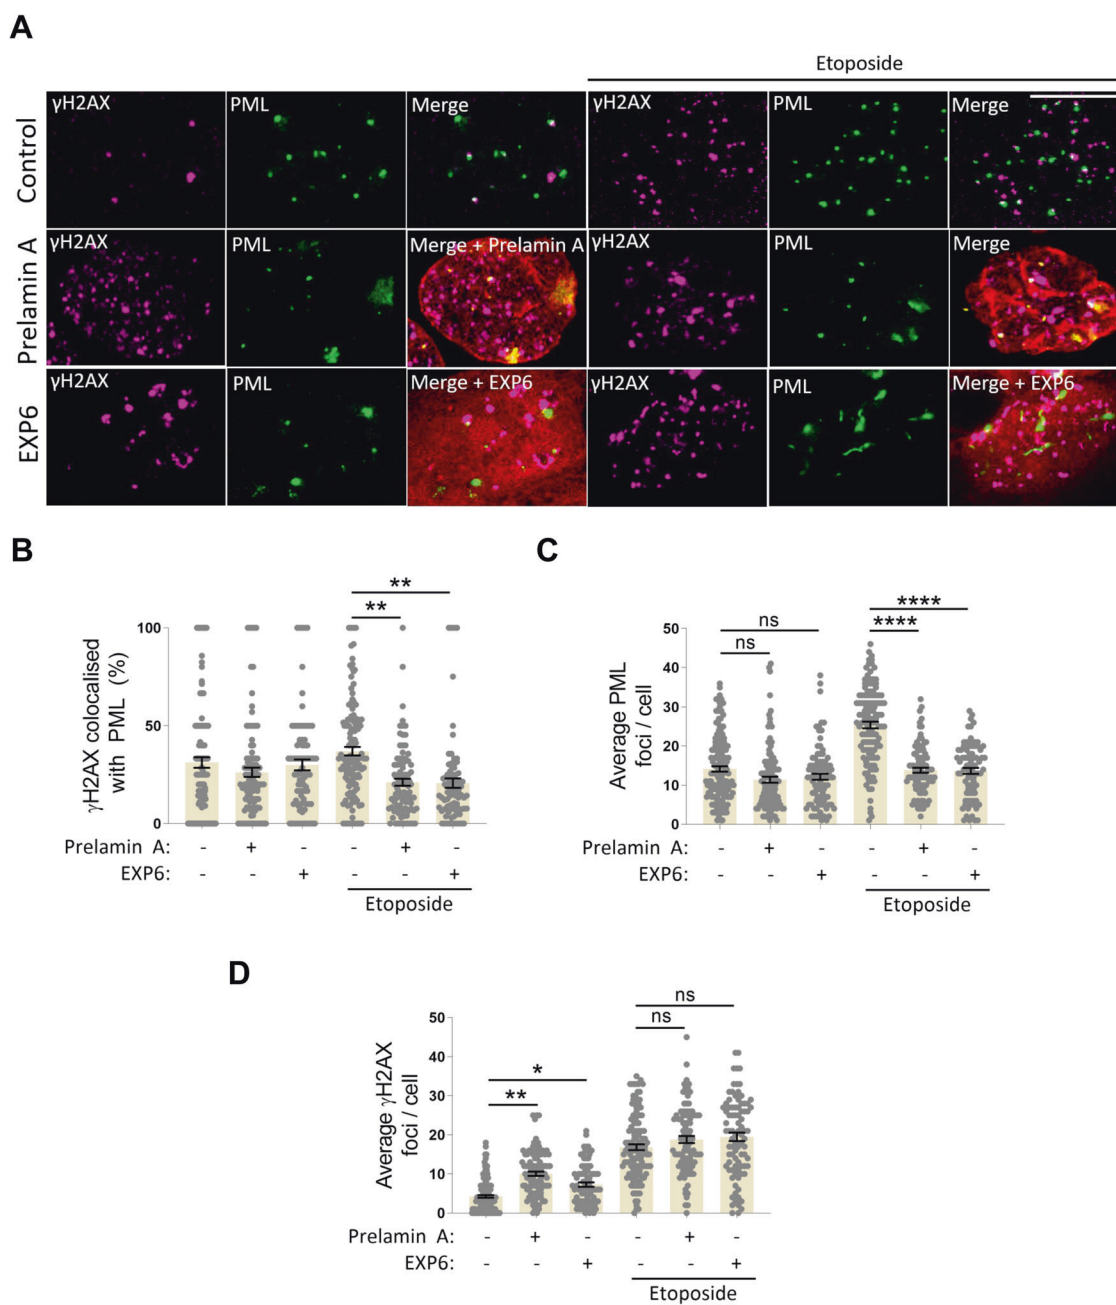 A
Etoposide
γH2AX PML Merge γH2AX PML Merge
Control
γH2AX PML Merge + Prelamin A γH2AX PML Merge
Prelamin A
γH2AX PML Merge + EXP6 γH2AX PML Merge + EXP6
EXP6
B
γH2AX colocalised
with PML (%)
100
50
0
**
**
Prelamin A: - + - - + -
EXP6: - - + - - +
Etoposide
C
Average PML
foci / cell
50
40
30
20
10
0
ns
ns
****
****
Prelamin A: - + - - + -
EXP6: - - + - - +
Etoposide
D
Average γH2AX
foci / cell
50
40
30
20
10
0
*
**
ns
ns
Prelamin A: - + - - + -
EXP6: - - + - - +
Etoposide